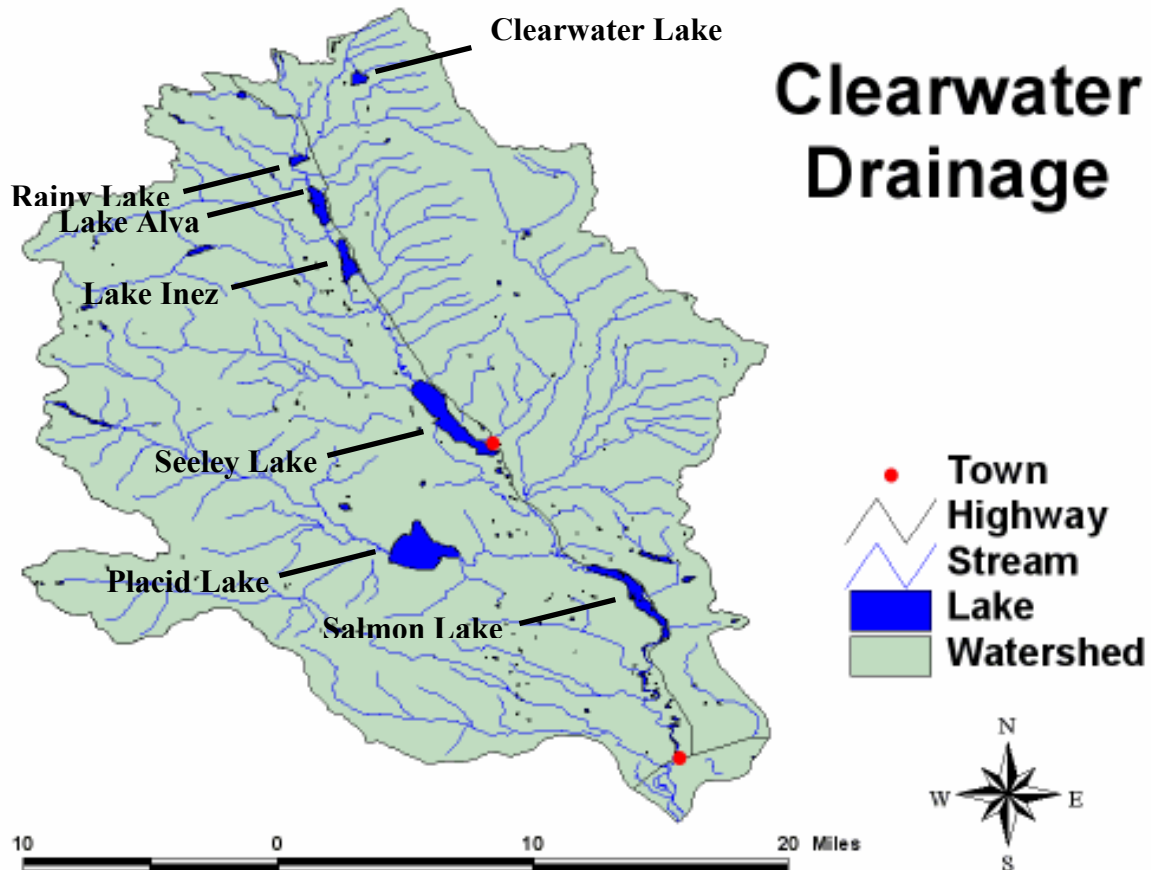 Clearwater Lake
Clearwater
Drainage
Rainy Lake
Lake Alva
Lake Inez
Seeley Lake
Placid Lake
Salmon Lake
Town
Highway
Stream
Lake
Watershed
N
W E
S
10 0 10 20 Miles